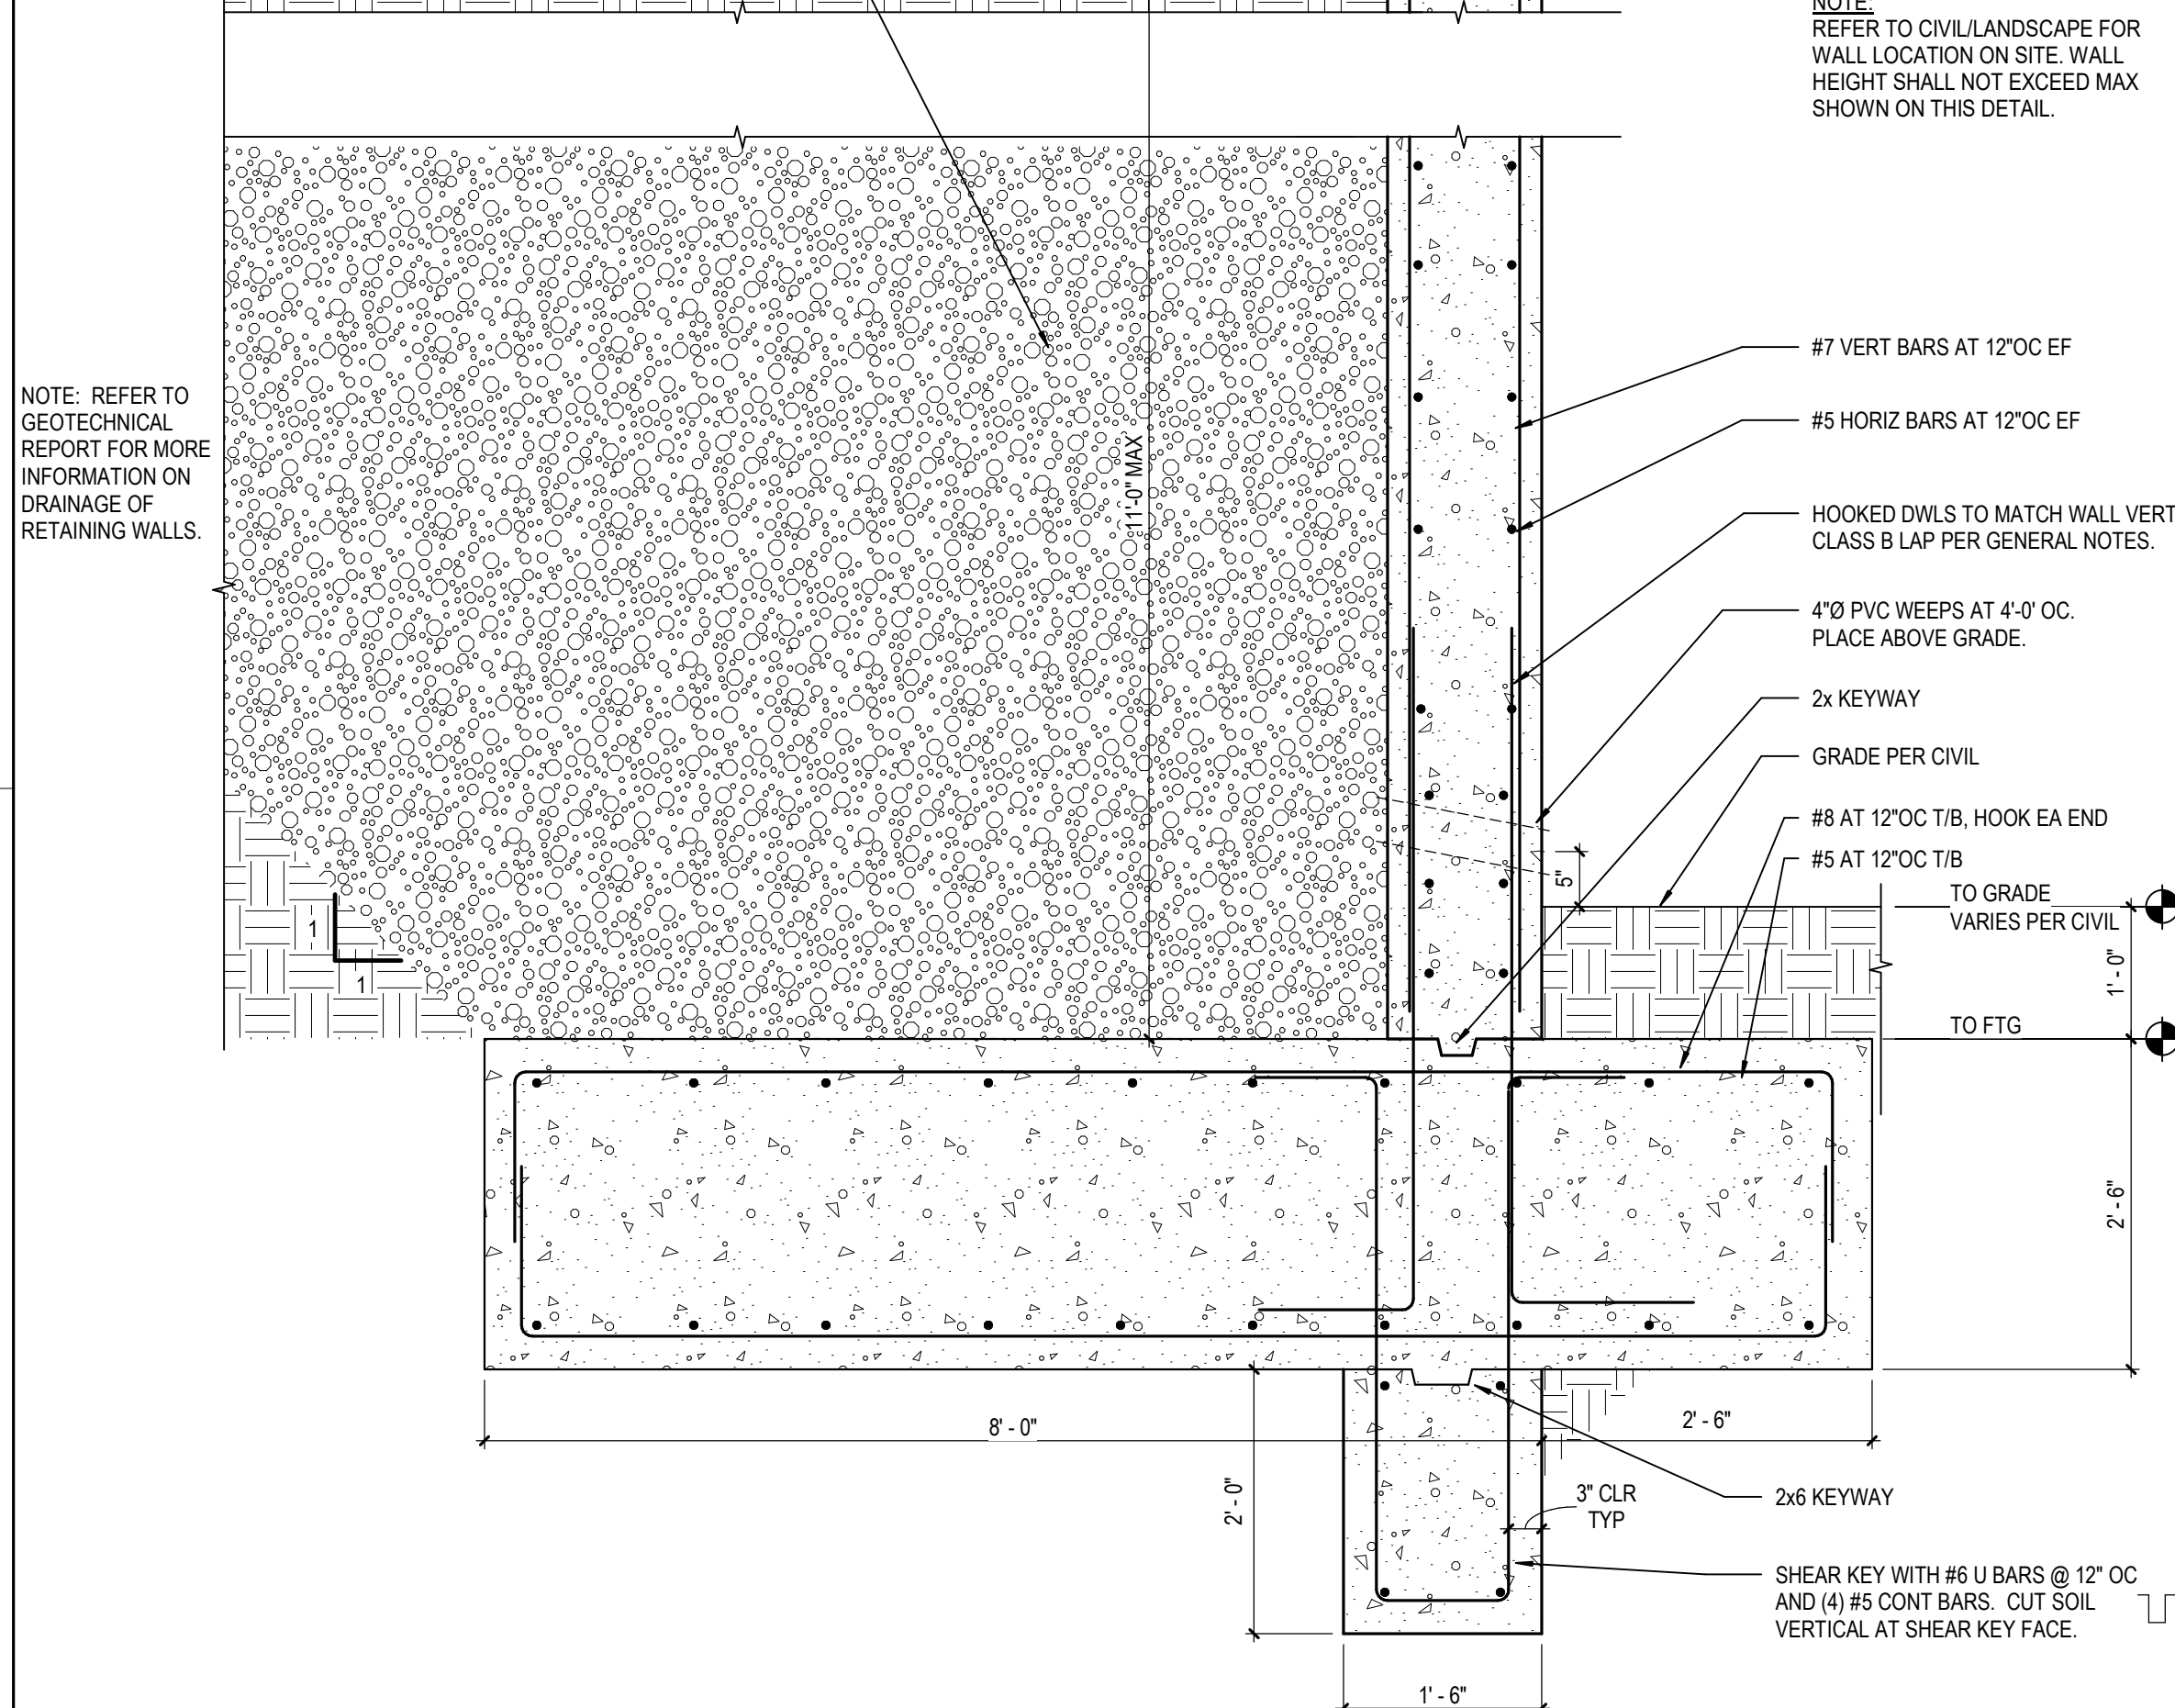 NOTE:
REFER TO CIVIL/LANDSCAPE FOR
WALL LOCATION ON SITE. WALL
HEIGHT SHALL NOT EXCEED MAX
SHOWN ON THIS DETAIL.
NOTE: REFER TO
GEOTECHNICAL
REPORT FOR MORE
INFORMATION ON
DRAINAGE OF
RETAINING WALLS.
11'-0" MAX
#7 VERT BARS AT 12"OC EF
#5 HORIZ BARS AT 12"OC EF
HOOKED DWLS TO MATCH WALL VERT
CLASS B LAP PER GENERAL NOTES.
4"Ø PVC WEEPS AT 4'-0' OC.
PLACE ABOVE GRADE.
2x KEYWAY
GRADE PER CIVIL
#8 AT 12"OC T/B, HOOK EA END
#5 AT 12"OC T/B
5"
TO GRADE
VARIES PER CIVIL
1
1
1' - 0"
TO FTG
2' - 6"
8' - 0"
2' - 6"
2' - 0"
3" CLR
TYP
2x6 KEYWAY
SHEAR KEY WITH #6 U BARS @ 12" OC
AND (4) #5 CONT BARS. CUT SOIL
VERTICAL AT SHEAR KEY FACE.
1' - 6"